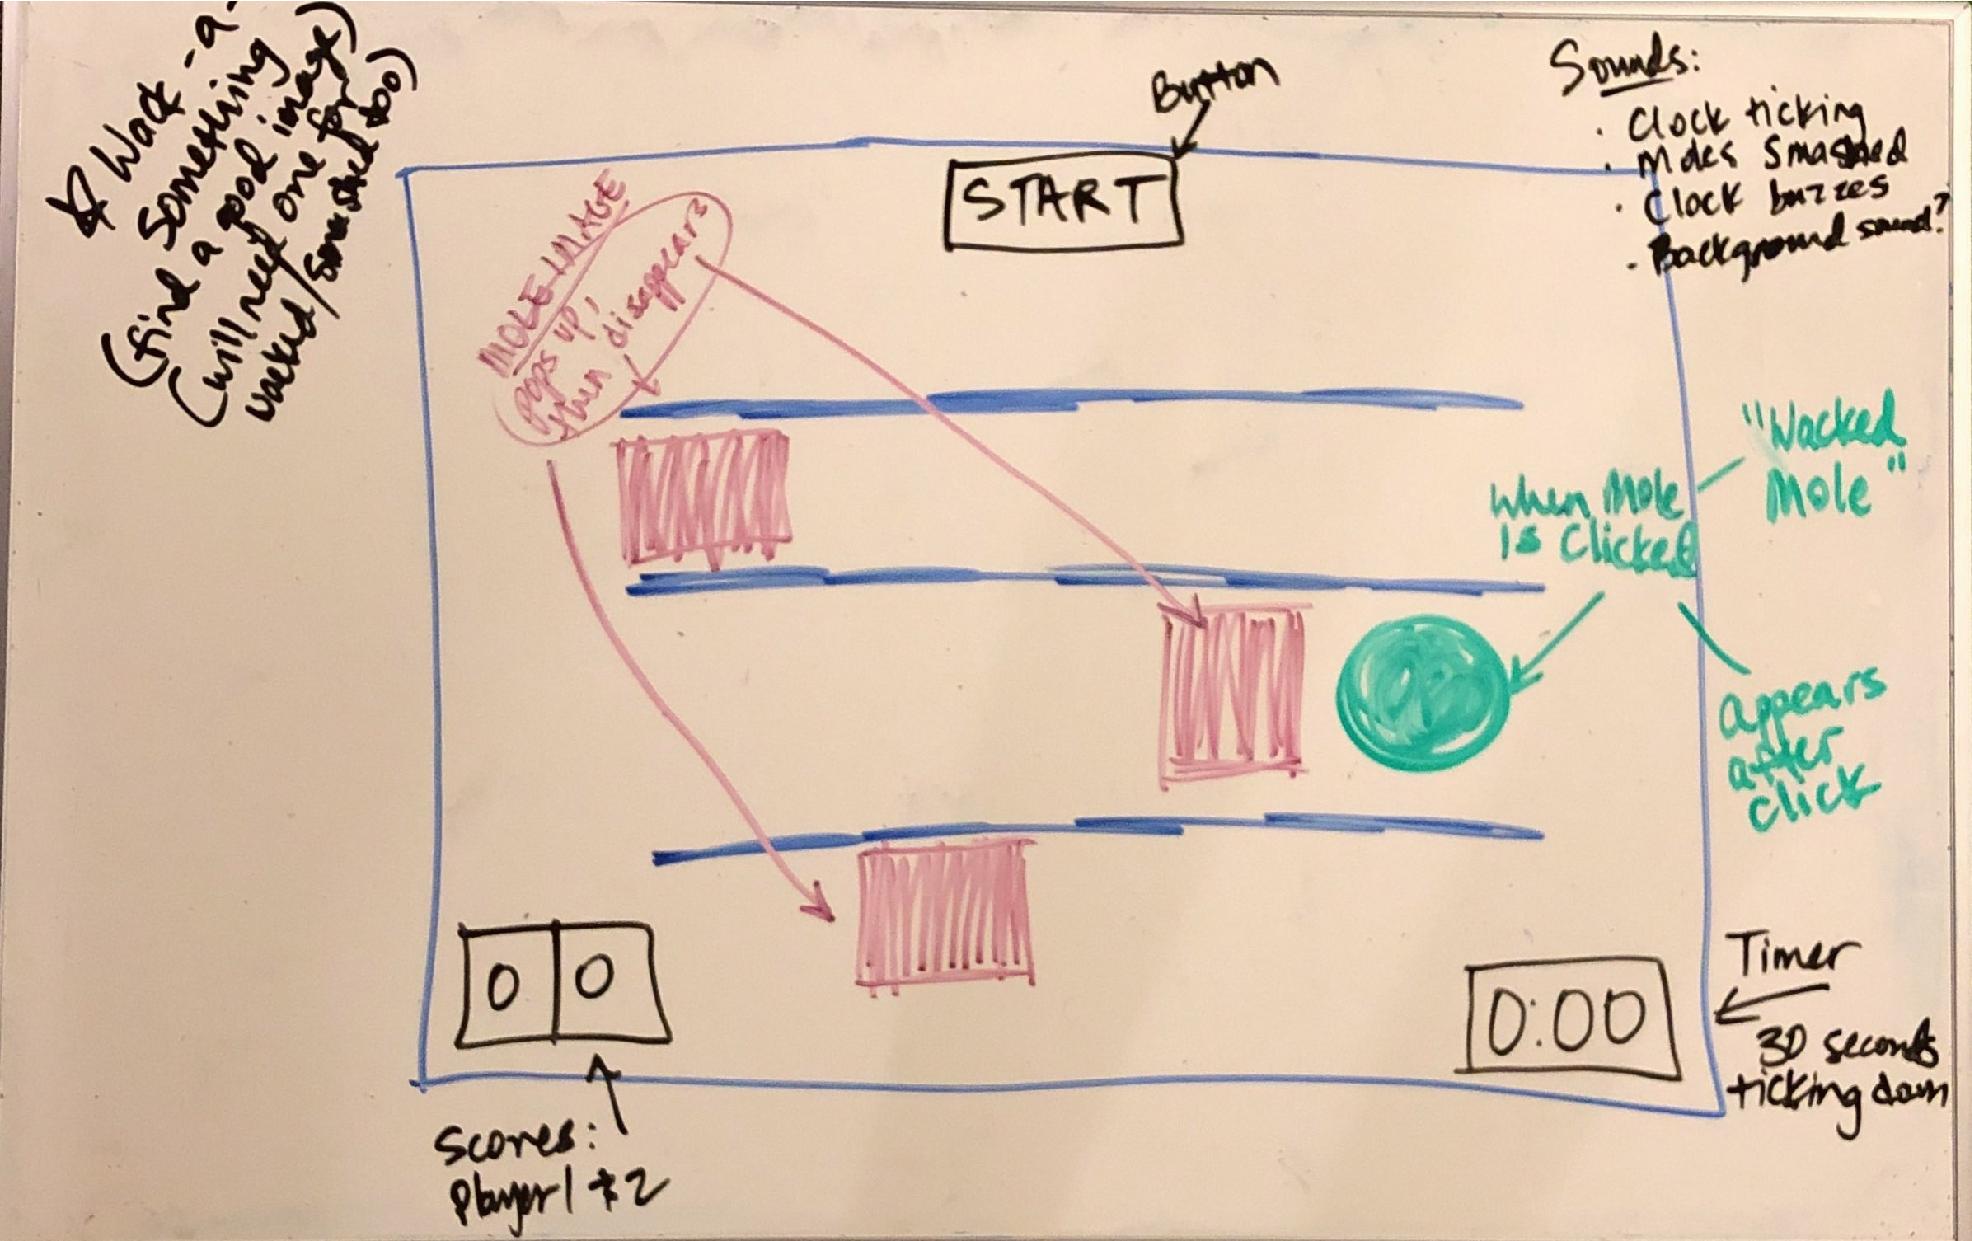 ☆ Wack-a-
Something
(find a good image)
(will need one for
wacked/smashed too)
Button
START
Sounds:
· Clock ticking
· Moles Smashed
· Clock buzzes
· Background sound?
MOLE IMAGE
Pops up,
then disappears
"Wacked
Mole"
When Mole
is Clicked
appears
after
click
0 0
Scores:
Player 1 + 2
0:00
Timer
30 seconds
ticking down